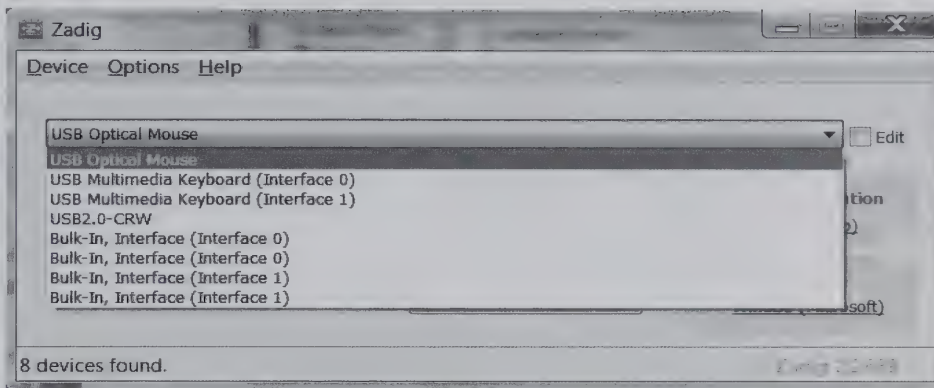 Zadig
Device Options Help
USB Optical Mouse
Edit
USB Optical Mouse
USB Multimedia Keyboard (Interface 0)
USB Multimedia Keyboard (Interface 1)
USB2.0-CRW
Bulk-In, Interface (Interface 0)
Bulk-In, Interface (Interface 0)
Bulk-In, Interface (Interface 1)
Bulk-In, Interface (Interface 1)
8 devices found.